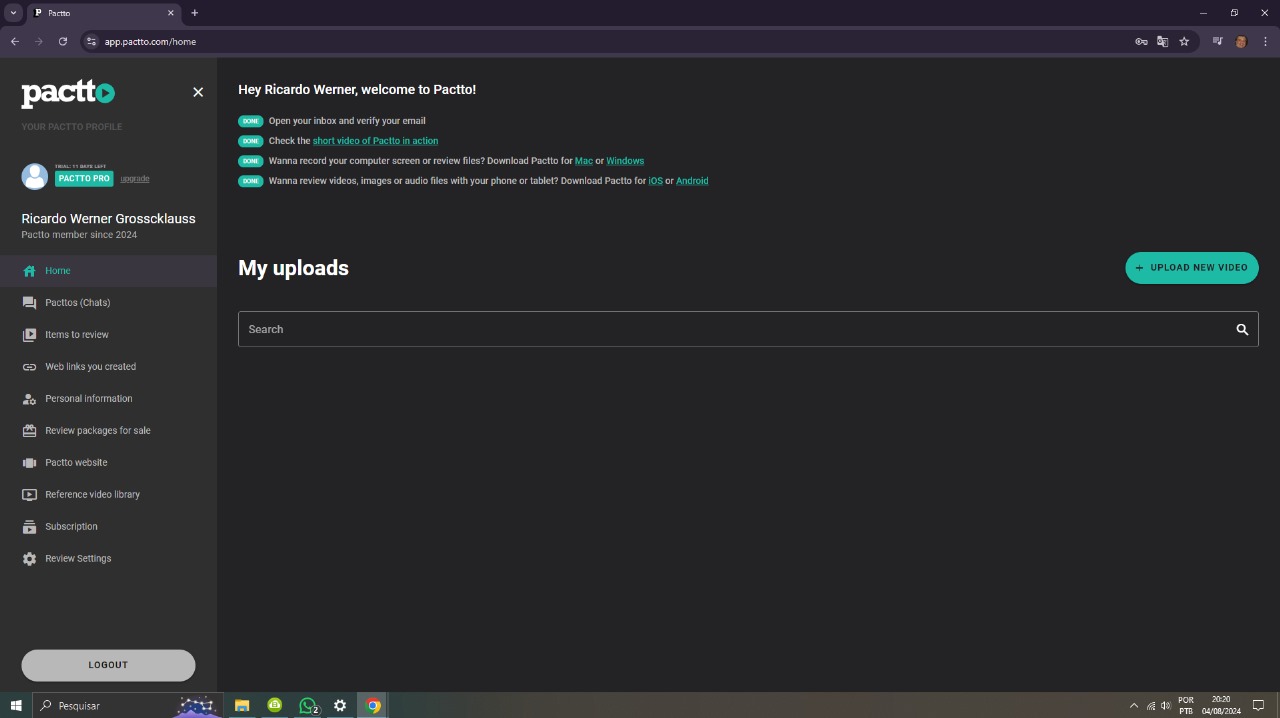 Pactto
app.pactto.com/home
pactto
YOUR PACTTO PROFILE
TRIAL: 11 DAYS LEFT
PACTTO PRO upgrade
Ricardo Werner Grosscklauss
Pactto member since 2024
Home
Pacttos (Chats)
Items to review
Web links you created
Personal information
Review packages for sale
Pactto website
Reference video library
Subscription
Review Settings
LOGOUT
Hey Ricardo Werner, welcome to Pactto!
DONE Open your inbox and verify your email
DONE Check the short video of Pactto in action
DONE Wanna record your computer screen or review files? Download Pactto for Mac or Windows
DONE Wanna review videos, images or audio files with your phone or tablet? Download Pactto for iOS or Android
My uploads
+ UPLOAD NEW VIDEO
Search
Pesquisar
2
POR
PTB
20:20
04/08/2024